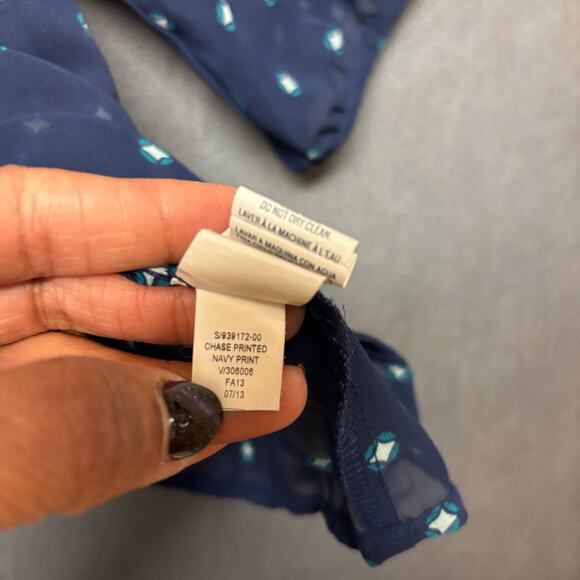 DO NOT DRY CLEAN.
LAVER À LA MACHINE À L'EAU
LAVAR A MAQUINA CON AGUA
S/939172-00
CHASE PRINTED
NAVY PRINT
V/306006
FA13
07/13